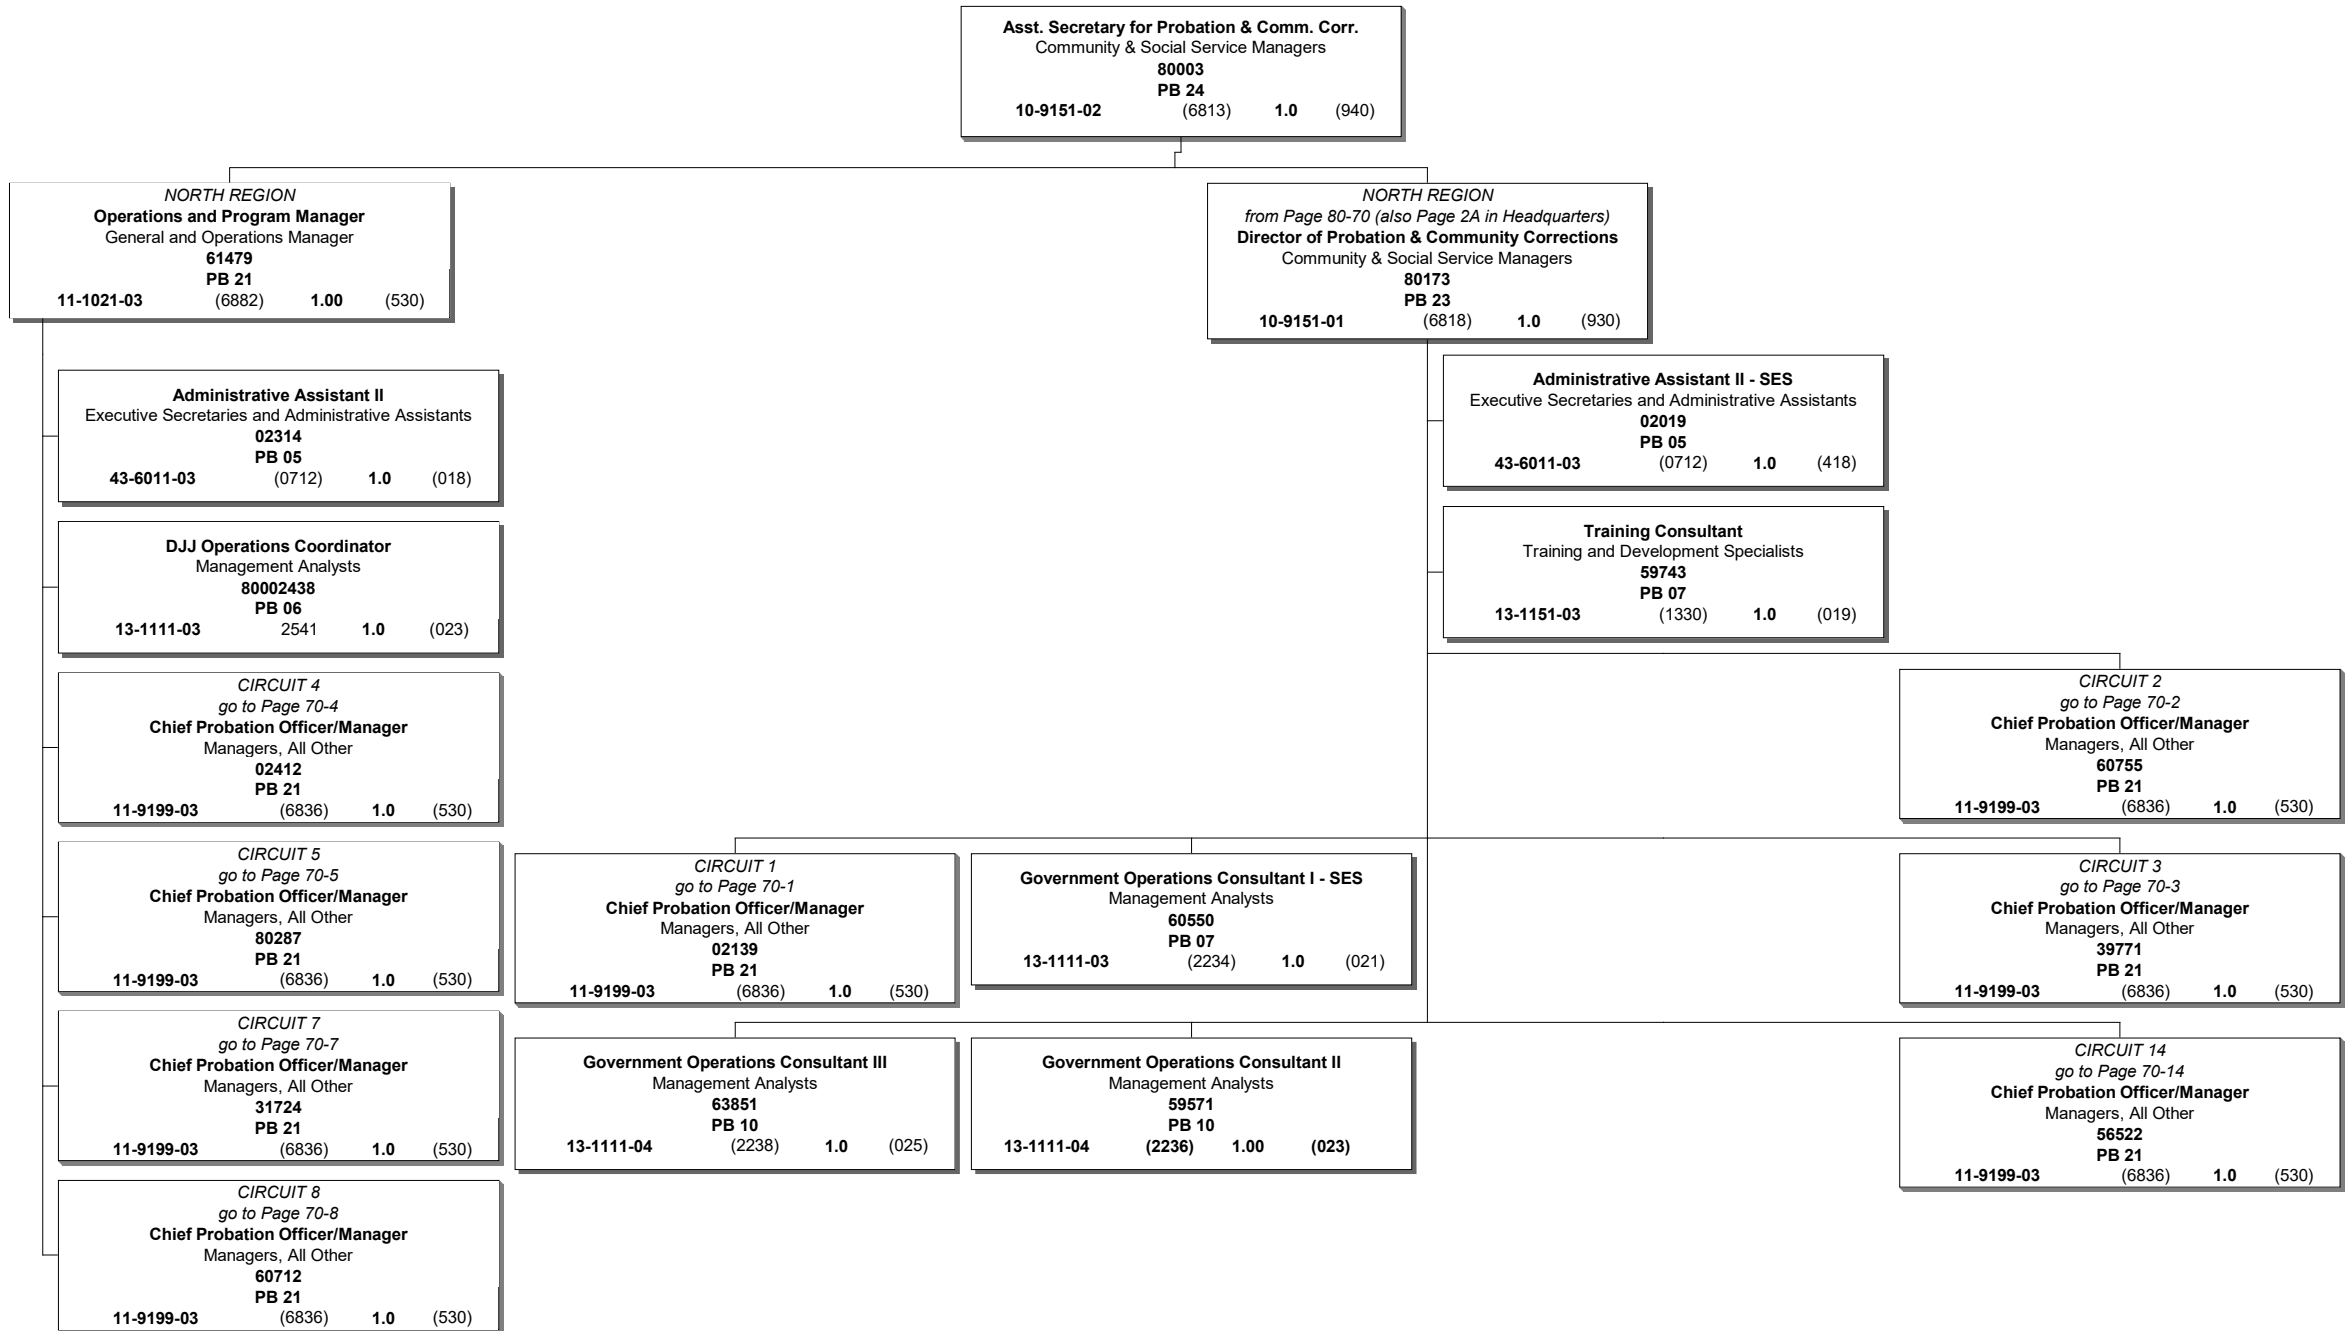 Asst. Secretary for Probation & Comm. Corr.
Community & Social Service Managers
80003
PB 24
10-9151-02 (6813) 1.0 (940)
NORTH REGION
Operations and Program Manager
General and Operations Manager
61479
PB 21
11-1021-03 (6882) 1.00 (530)
NORTH REGION
from Page 80-70 (also Page 2A in Headquarters)
Director of Probation & Community Corrections
Community & Social Service Managers
80173
PB 23
10-9151-01 (6818) 1.0 (930)
Administrative Assistant II
Executive Secretaries and Administrative Assistants
02314
PB 05
43-6011-03 (0712) 1.0 (018)
DJJ Operations Coordinator
Management Analysts
80002438
PB 06
13-1111-03 2541 1.0 (023)
CIRCUIT 4
go to Page 70-4
Chief Probation Officer/Manager
Managers, All Other
02412
PB 21
11-9199-03 (6836) 1.0 (530)
CIRCUIT 5
go to Page 70-5
Chief Probation Officer/Manager
Managers, All Other
80287
PB 21
11-9199-03 (6836) 1.0 (530)
CIRCUIT 7
go to Page 70-7
Chief Probation Officer/Manager
Managers, All Other
31724
PB 21
11-9199-03 (6836) 1.0 (530)
CIRCUIT 8
go to Page 70-8
Chief Probation Officer/Manager
Managers, All Other
60712
PB 21
11-9199-03 (6836) 1.0 (530)
Administrative Assistant II - SES
Executive Secretaries and Administrative Assistants
02019
PB 05
43-6011-03 (0712) 1.0 (418)
Training Consultant
Training and Development Specialists
59743
PB 07
13-1151-03 (1330) 1.0 (019)
CIRCUIT 2
go to Page 70-2
Chief Probation Officer/Manager
Managers, All Other
60755
PB 21
11-9199-03 (6836) 1.0 (530)
CIRCUIT 1
go to Page 70-1
Chief Probation Officer/Manager
Managers, All Other
02139
PB 21
11-9199-03 (6836) 1.0 (530)
Government Operations Consultant I - SES
Management Analysts
60550
PB 07
13-1111-03 (2234) 1.0 (021)
CIRCUIT 3
go to Page 70-3
Chief Probation Officer/Manager
Managers, All Other
39771
PB 21
11-9199-03 (6836) 1.0 (530)
Government Operations Consultant III
Management Analysts
63851
PB 10
13-1111-04 (2238) 1.0 (025)
Government Operations Consultant II
Management Analysts
59571
PB 10
13-1111-04 (2236) 1.00 (023)
CIRCUIT 14
go to Page 70-14
Chief Probation Officer/Manager
Managers, All Other
56522
PB 21
11-9199-03 (6836) 1.0 (530)